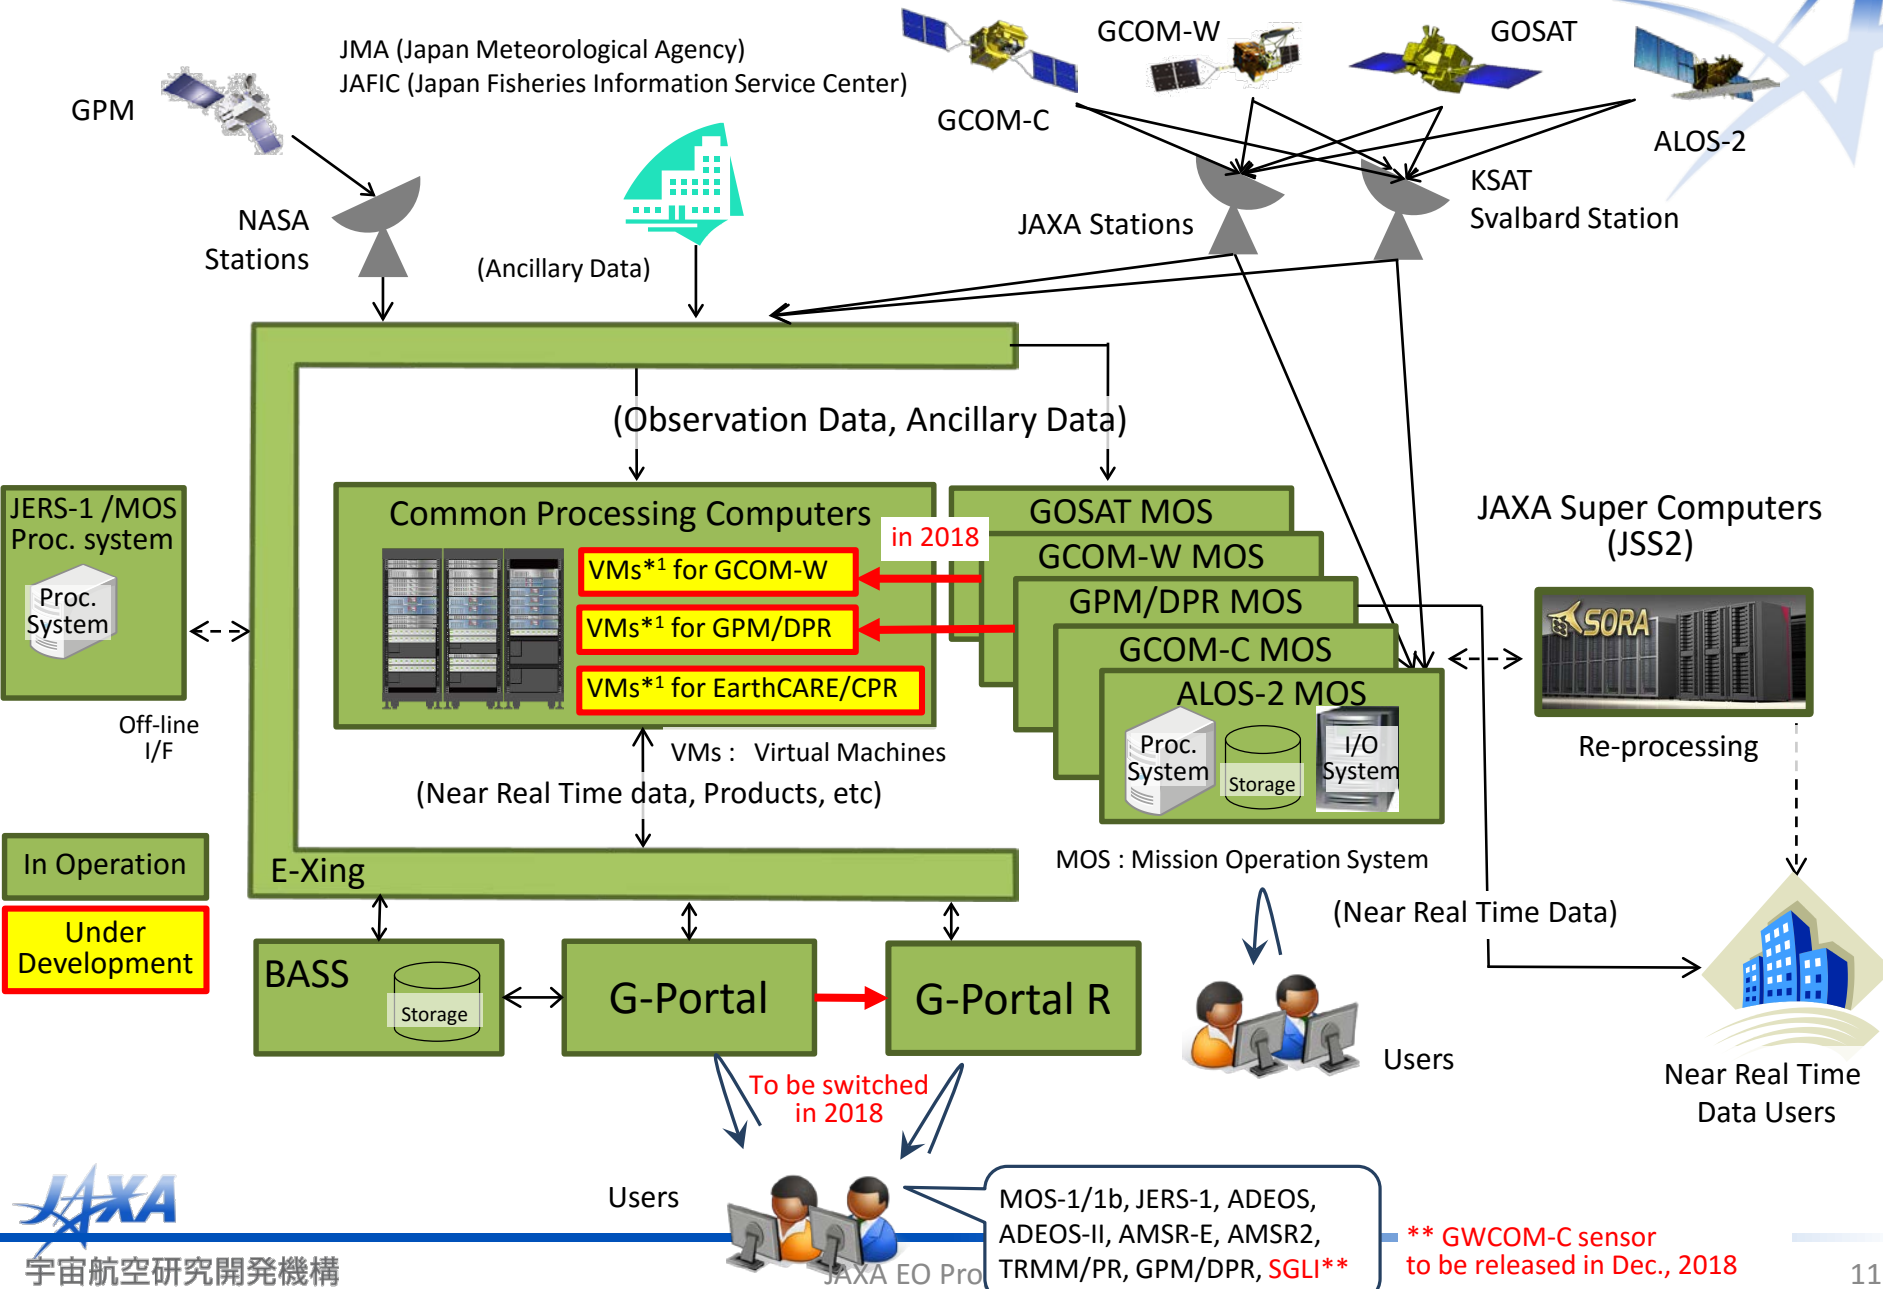 JMA (Japan Meteorological Agency)
JAFIC (Japan Fisheries Information Service Center)
GPM
GCOM-W
GOSAT
GCOM-C
ALOS-2
NASA
Stations
(Ancillary Data)
JAXA Stations
KSAT
Svalbard Station
(Observation Data, Ancillary Data)
JERS-1 /MOS
Proc. system
Proc.
System
Off-line
I/F
Common Processing Computers
in 2018
VMs*1 for GCOM-W
VMs*1 for GPM/DPR
VMs*1 for EarthCARE/CPR
VMs : Virtual Machines
(Near Real Time data, Products, etc)
GOSAT MOS
GCOM-W MOS
GPM/DPR MOS
GCOM-C MOS
ALOS-2 MOS
Proc.
System
Storage
I/O
System
MOS : Mission Operation System
JAXA Super Computers
(JSS2)
SORA
Re-processing
In Operation
Under
Development
E-Xing
BASS
Storage
G-Portal
G-Portal R
To be switched
in 2018
(Near Real Time Data)
Users
Near Real Time
Data Users
Users
MOS-1/1b, JERS-1, ADEOS,
ADEOS-II, AMSR-E, AMSR2,
TRMM/PR, GPM/DPR, SGLI**
** GWCOM-C sensor
to be released in Dec., 2018
JAXA
宇宙航空研究開発機構
JAXA EO Pro
11